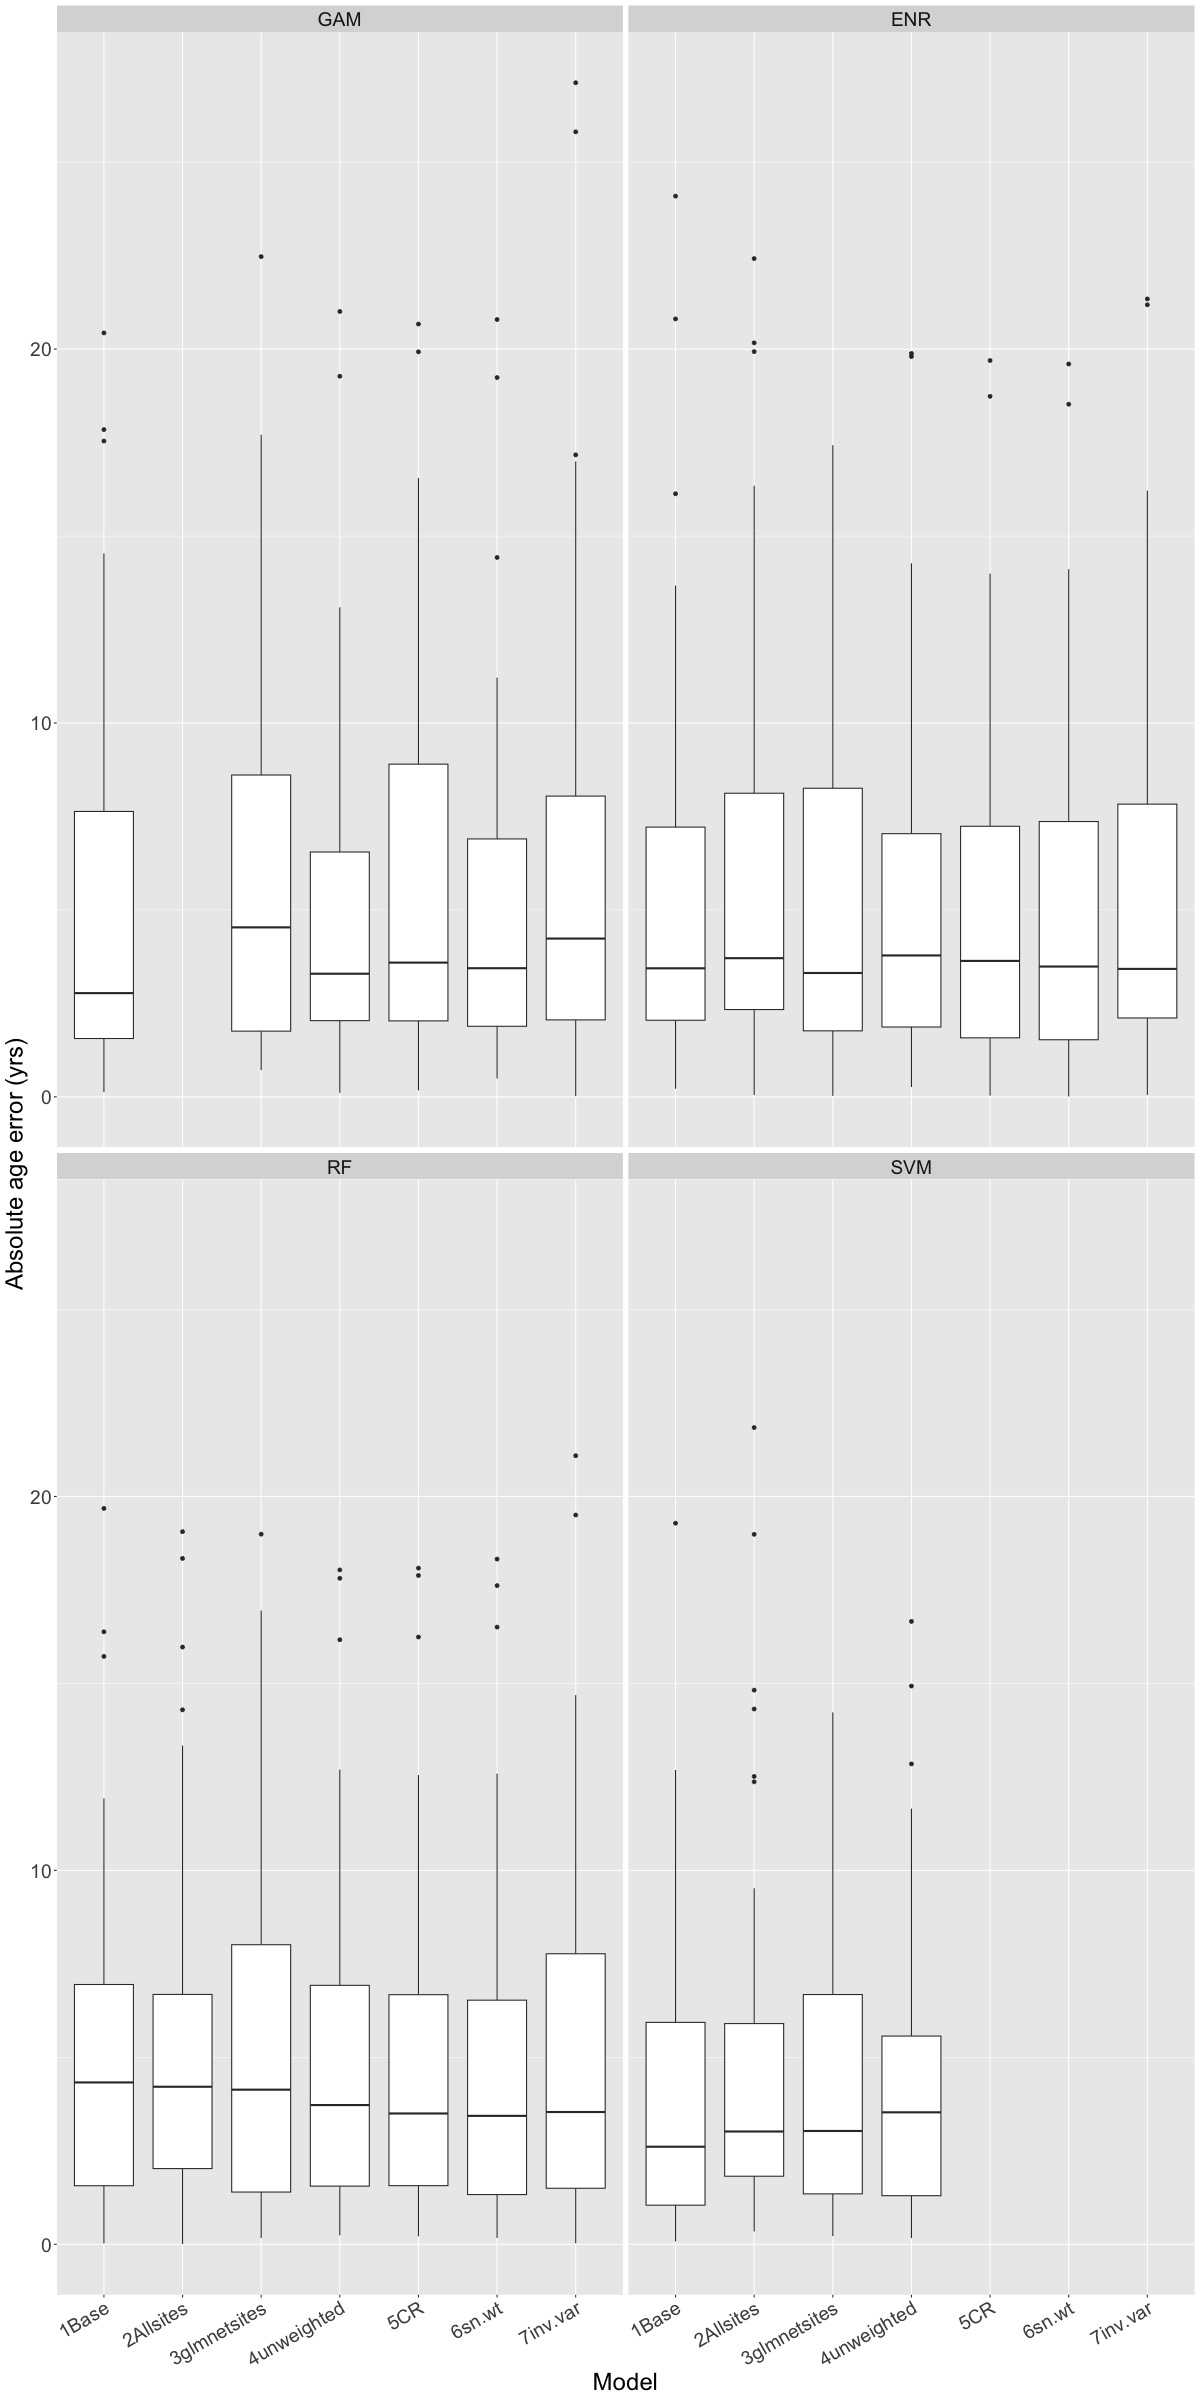 GAM
ENR
20
10
0
RF
SVM
20
10
0
Absolute age error (yrs)
1Base
2Allsites
3glmnetsites
4unweighted
5CR
6sn.wt
7inv.var
1Base
2Allsites
3glmnetsites
4unweighted
5CR
6sn.wt
7inv.var
Model